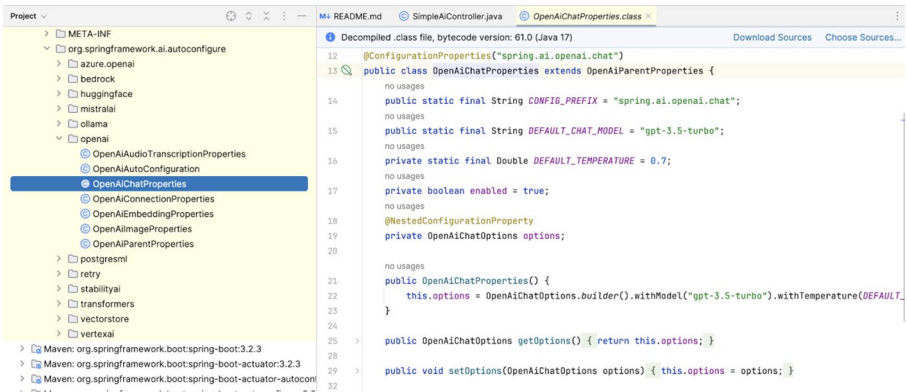 Project
META-INF
org.springframework.ai.autoconfigure
azure.openai
bedrock
huggingface
mistralai
ollama
openai
OpenAiAudioTranscriptionProperties
OpenAiAutoConfiguration
OpenAiChatProperties
OpenAiConnectionProperties
OpenAiEmbeddingProperties
OpenAiImageProperties
OpenAiParentProperties
postgresml
retry
stabilityai
transformers
vectorstore
vertexai
Maven: org.springframework.boot:spring-boot:3.2.3
Maven: org.springframework.boot:spring-boot-actuator:3.2.3
Maven: org.springframework.boot:spring-boot-actuator-autoconf
README.md SimpleAiController.java OpenAiChatProperties.class
Decompiled .class file, bytecode version: 61.0 (Java 17) Download Sources Choose Sources...
12 @ConfigurationProperties("spring.ai.openai.chat")
13 public class OpenAiChatProperties extends OpenAiParentProperties {
no usages
14 public static final String CONFIG_PREFIX = "spring.ai.openai.chat";
no usages
15 public static final String DEFAULT_CHAT_MODEL = "gpt-3.5-turbo";
no usages
16 private static final Double DEFAULT_TEMPERATURE = 0.7;
no usages
17 private boolean enabled = true;
no usages
18 @NestedConfigurationProperty
19 private OpenAiChatOptions options;
20
no usages
21 public OpenAiChatProperties() {
22 this.options = OpenAiChatOptions.builder().withModel("gpt-3.5-turbo").withTemperature(DEFAULT_
23 }
24
25 public OpenAiChatOptions getOptions() { return this.options; }
28
29 public void setOptions(OpenAiChatOptions options) { this.options = options; }
32